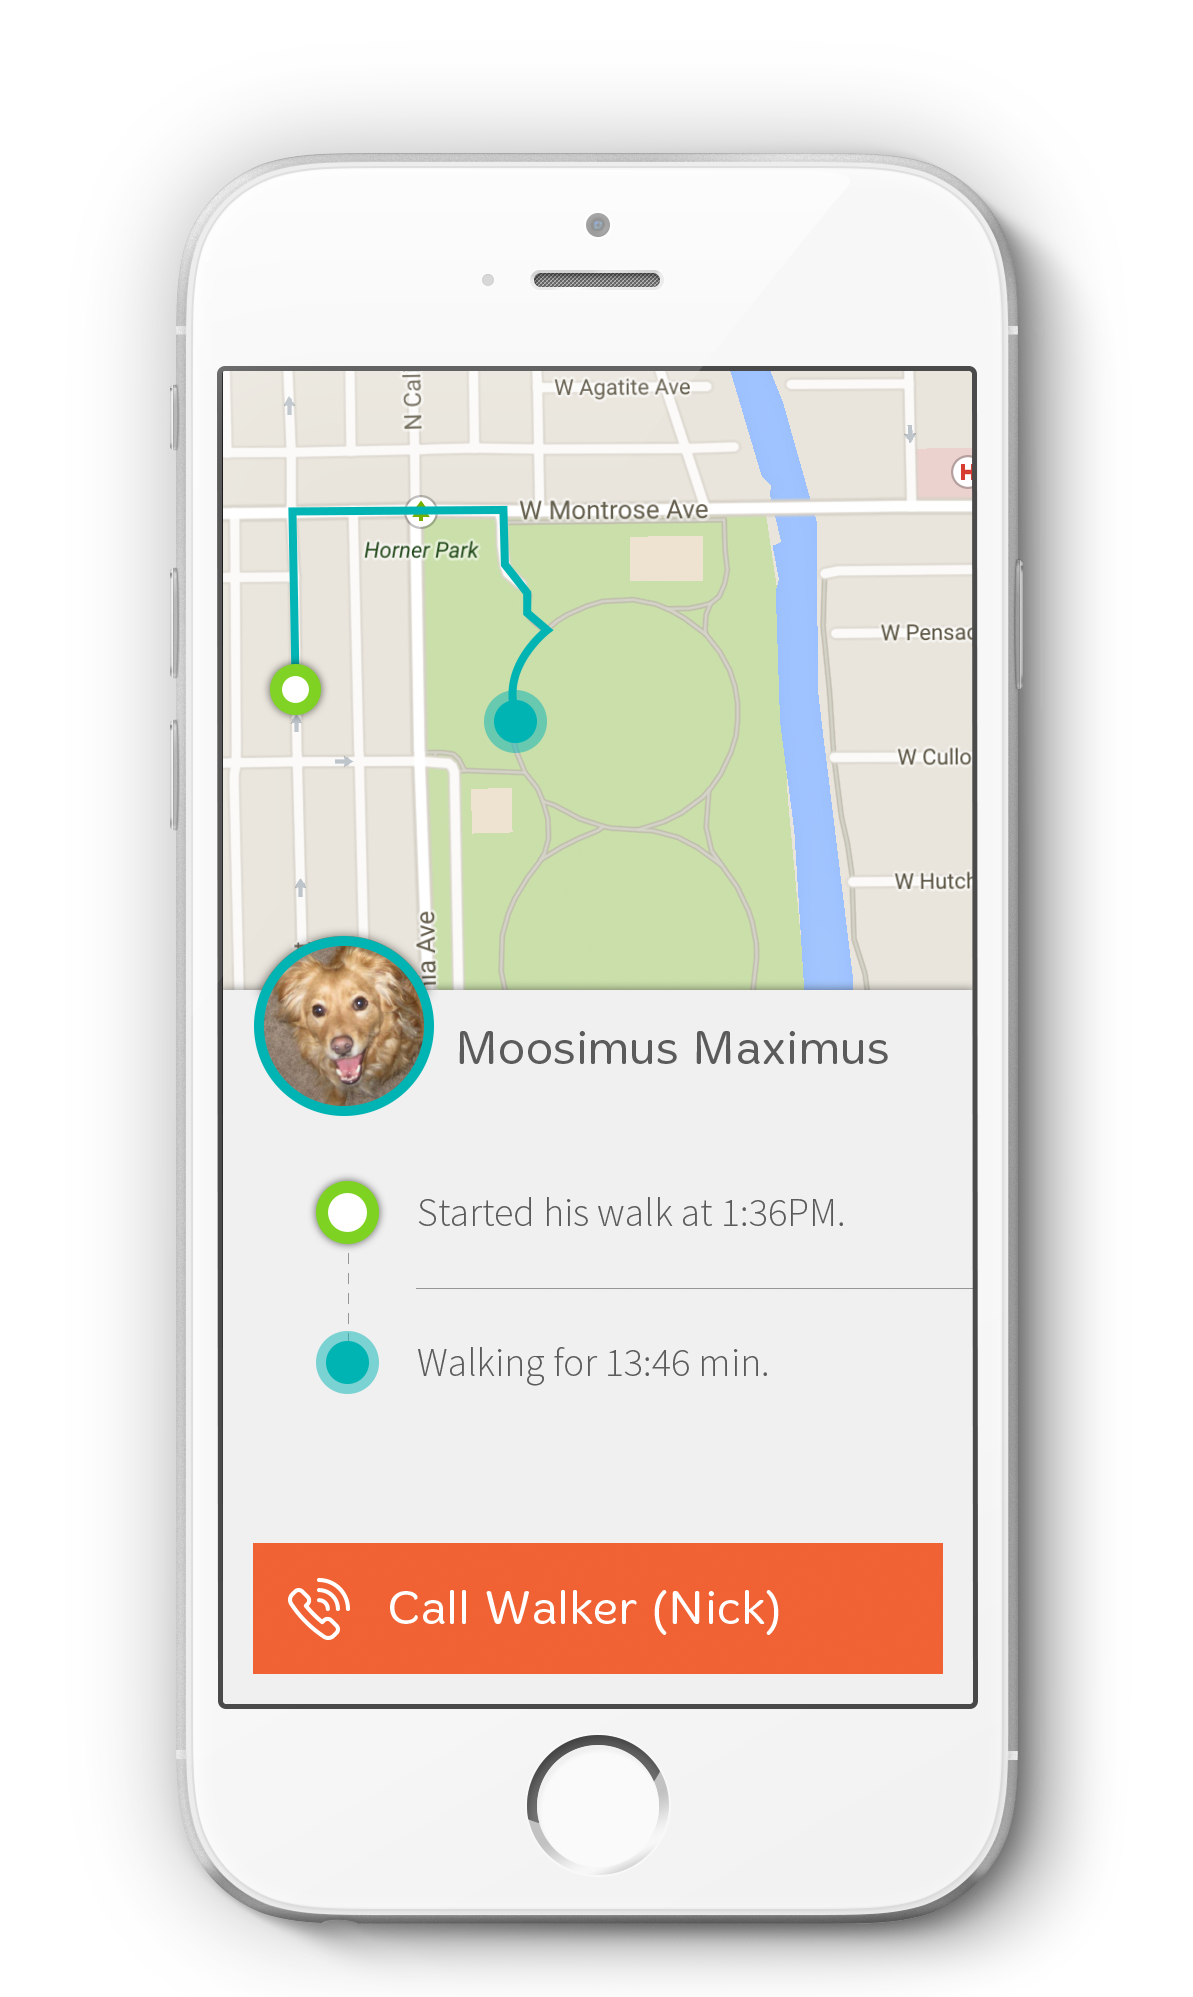 N Cal
W Agatite Ave
H
W Montrose Ave
Horner Park
W Pensac
W Cullo
W Hutch
ia Ave
Moosimus Maximus
Started his walk at 1:36PM.
Walking for 13:46 min.
Call Walker (Nick)